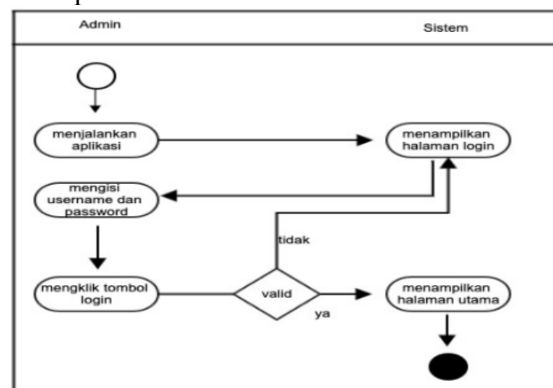 Admin
Sistem
menjalankan
aplikasi
menampilkan
halaman login
mengisi
username dan
password
tidak
mengklik tombol
login
valid
ya
menampilkan
halaman utama